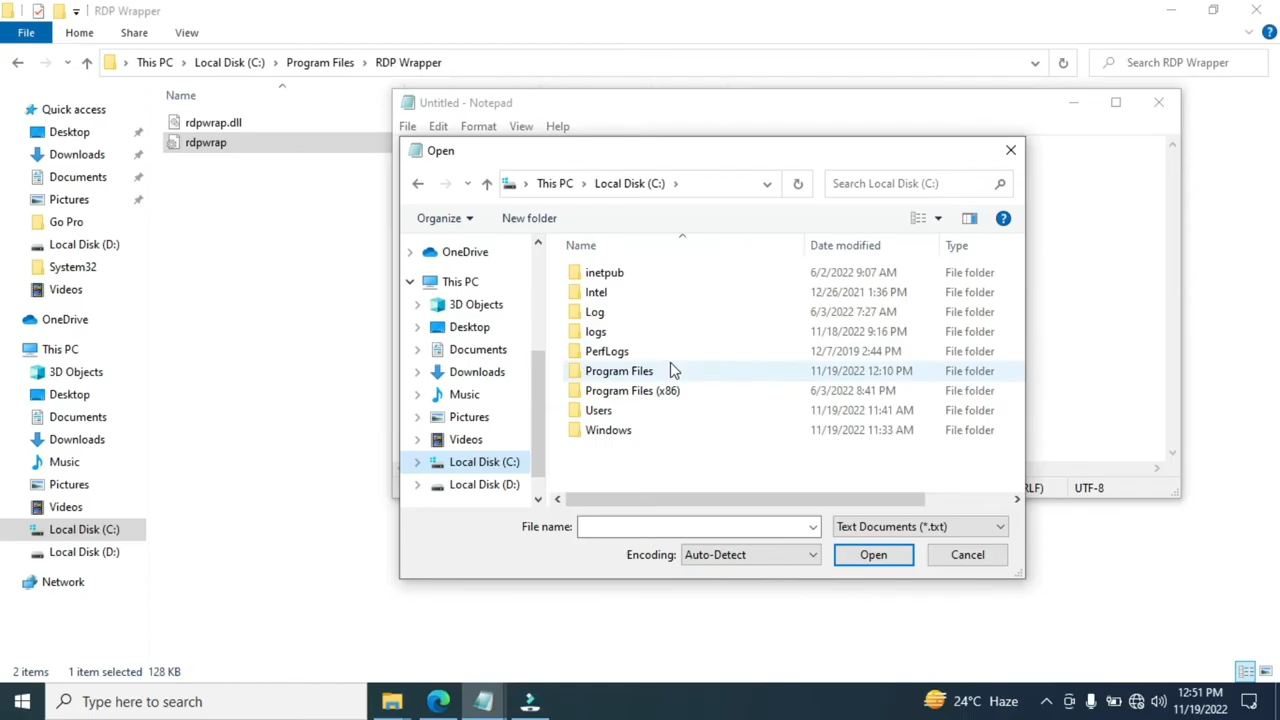 RDP Wrapper
File Home Share View
This PC Local Disk (C:) Program Files RDP Wrapper
Search RDP Wrapper
Quick access
Desktop
Downloads
Documents
Pictures
Go Pro
Local Disk (D:)
System32
Videos
OneDrive
This PC
3D Objects
Desktop
Documents
Downloads
Music
Pictures
Videos
Local Disk (C:)
Local Disk (D:)
Network
Name
rdpwrap.dll
rdpwrap
Untitled - Notepad
File Edit Format View Help
Open
This PC Local Disk (C:)
Search Local Disk (C:)
Organize New folder
OneDrive
This PC
3D Objects
Desktop
Documents
Downloads
Music
Pictures
Videos
Local Disk (C:)
Local Disk (D:)
Name Date modified Type
inetpub 6/2/2022 9:07 AM File folder
Intel 12/26/2021 1:36 PM File folder
Log 6/3/2022 7:27 AM File folder
logs 11/18/2022 9:16 PM File folder
PerfLogs 12/7/2019 2:44 PM File folder
Program Files 11/19/2022 12:10 PM File folder
Program Files (x86) 6/3/2022 8:41 PM File folder
Users 11/19/2022 11:41 AM File folder
Windows 11/19/2022 11:33 AM File folder
File name: Text Documents (*.txt)
Encoding: Auto-Detect Open Cancel
RLF) UTF-8
2 items 1 item selected 128 KB
Type here to search
24°C Haze
12:51 PM
11/19/2022